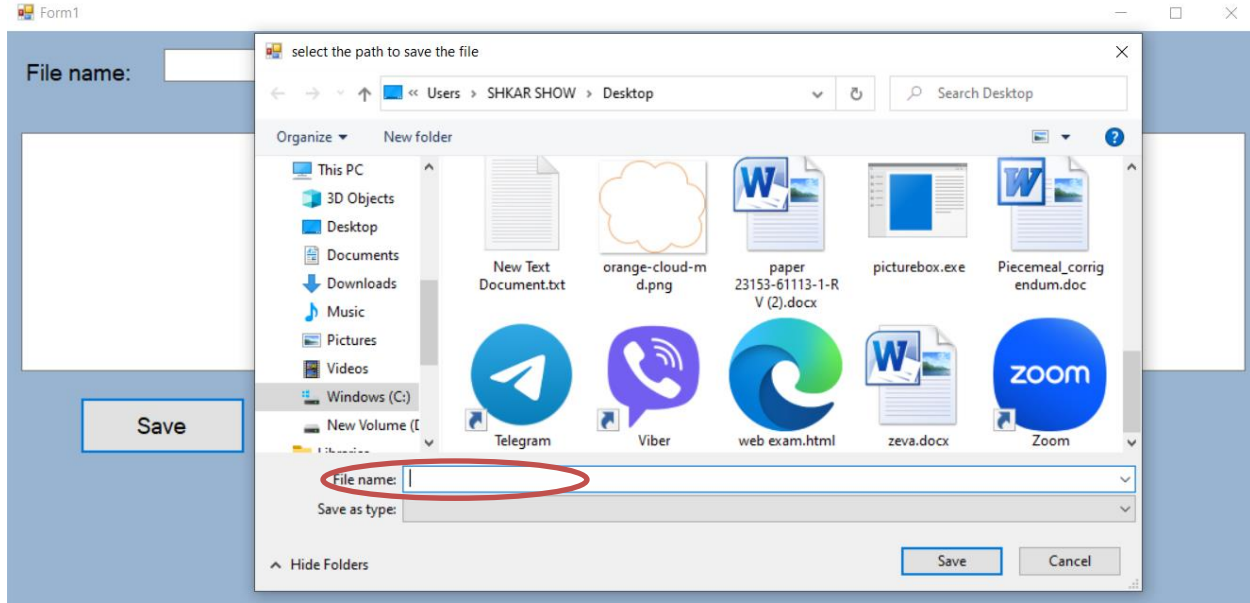 Form1
select the path to save the file
File name:
« Users › SHKAR SHOW › Desktop
Search Desktop
Organize
New folder
This PC
3D Objects
Desktop
Documents
Downloads
Music
Pictures
Videos
Windows (C:)
New Volume (D
Libraries
New Text
Document.txt
orange-cloud-m
d.png
paper
23153-61113-1-R
V (2).docx
picturebox.exe
Piecemeal_corrig
endum.doc
zoom
Telegram
Viber
web exam.html
zeva.docx
Zoom
Save
File name:
Save as type:
Hide Folders
Save
Cancel